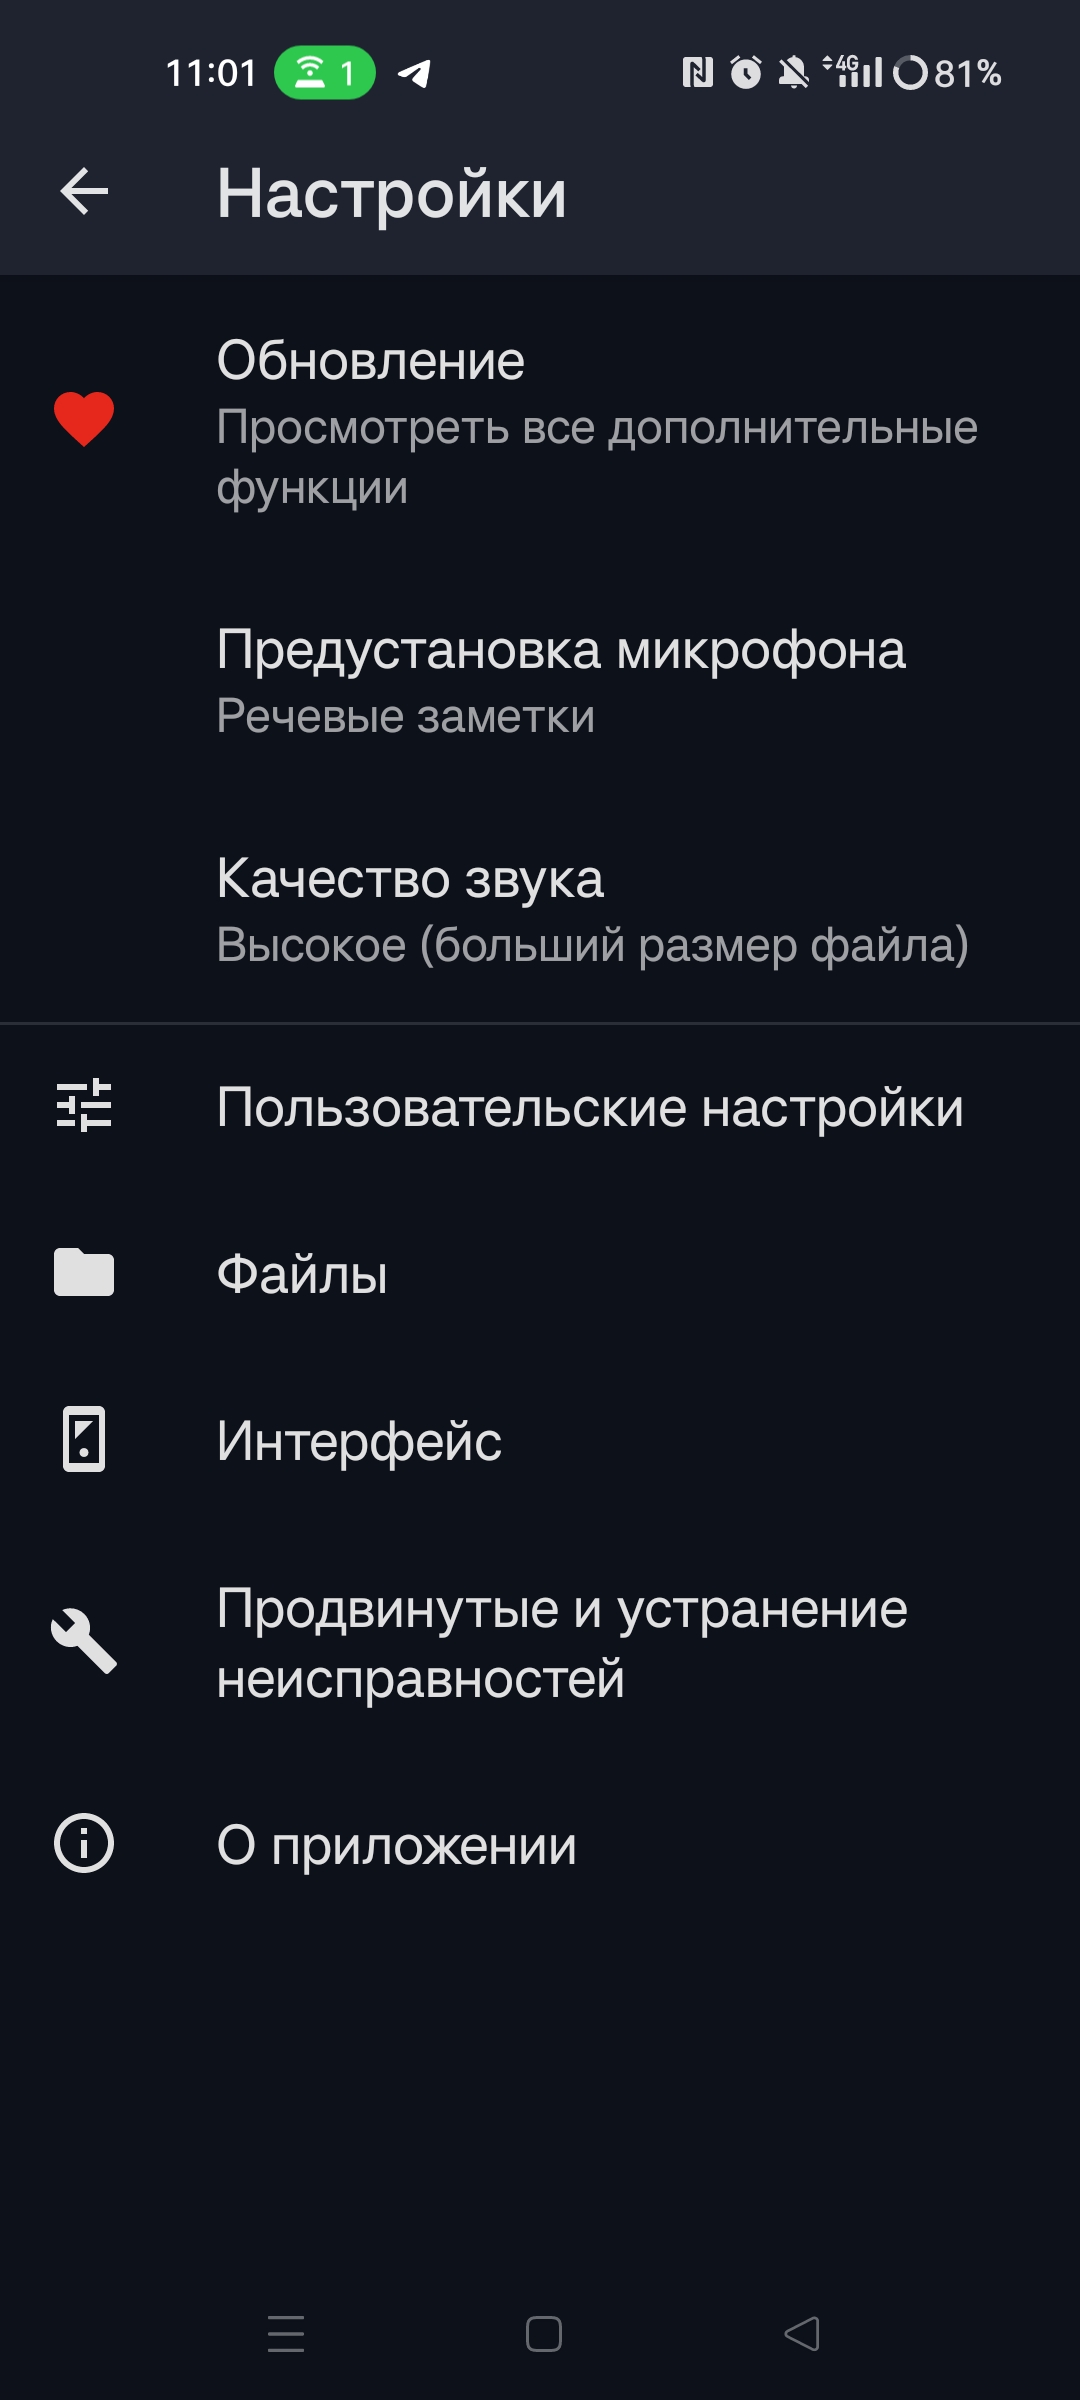 11:01 1 4G 81%
Настройки
Обновление
Просмотреть все дополнительные
функции
Предустановка микрофона
Речевые заметки
Качество звука
Высокое (больший размер файла)
Пользовательские настройки
Файлы
Интерфейс
Продвинутые и устранение
неисправностей
О приложении